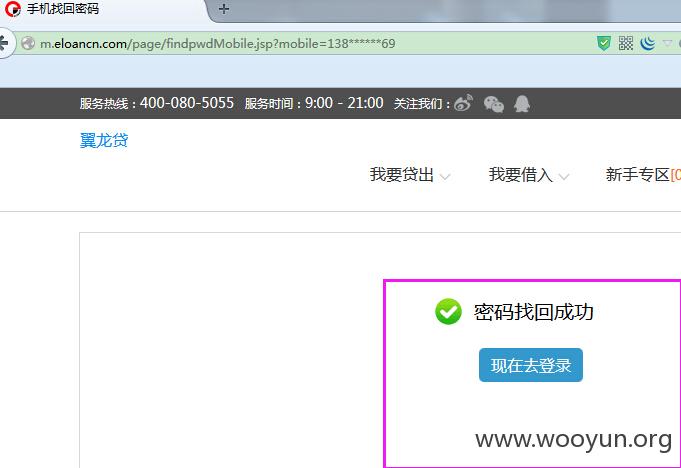 手机找回密码
m.eloancn.com/page/findpwdMobile.jsp?mobile=138******69
服务热线：400-080-5055 服务时间：9:00 - 21:00 关注我们：
翼龙贷
我要贷出 我要借入 新手专区[0
密码找回成功
现在去登录
www.wooyun.org